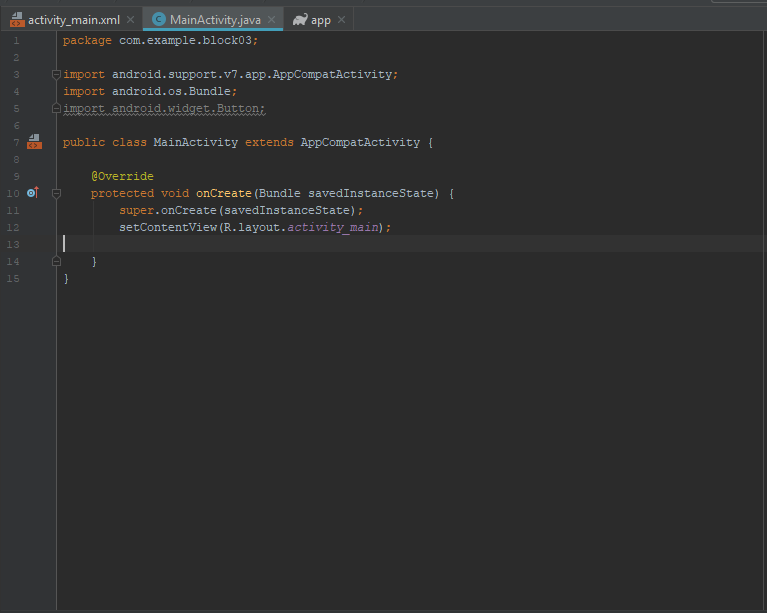 activity_main.xml MainActivity.java app
1 package com.example.block03;
2
3 import android.support.v7.app.AppCompatActivity;
4 import android.os.Bundle;
5 import android.widget.Button;
6
7 public class MainActivity extends AppCompatActivity {
8
9 @Override
10 protected void onCreate(Bundle savedInstanceState) {
11 super.onCreate(savedInstanceState);
12 setContentView(R.layout.activity_main);
13
14 }
15 }